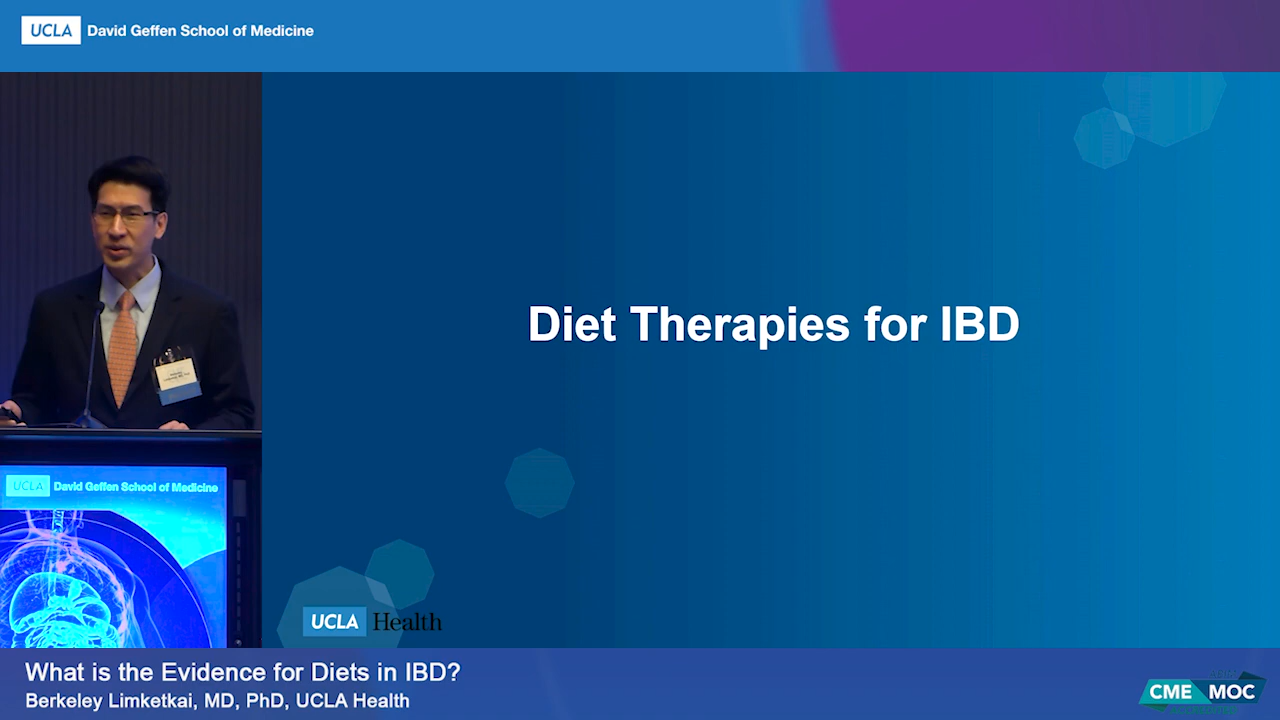 UCLA David Geffen School of Medicine
Diet Therapies for IBD
UCLA David Geffen School of Medicine
UCLA Health
What is the Evidence for Diets in IBD?
Berkeley Limketkai, MD, PhD, UCLA Health
CME MOC